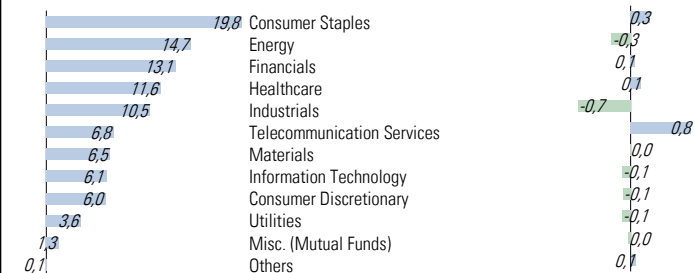 19,8 Consumer Staples 0,3
14,7 Energy -0,3
13,1 Financials 0,1
11,6 Healthcare 0,1
10,5 Industrials -0,7
6,8 Telecommunication Services 0,8
6,5 Materials 0,0
6,1 Information Technology -0,1
6,0 Consumer Discretionary -0,1
3,6 Utilities -0,1
1,3 Misc. (Mutual Funds) 0,0
0,1 Others 0,1